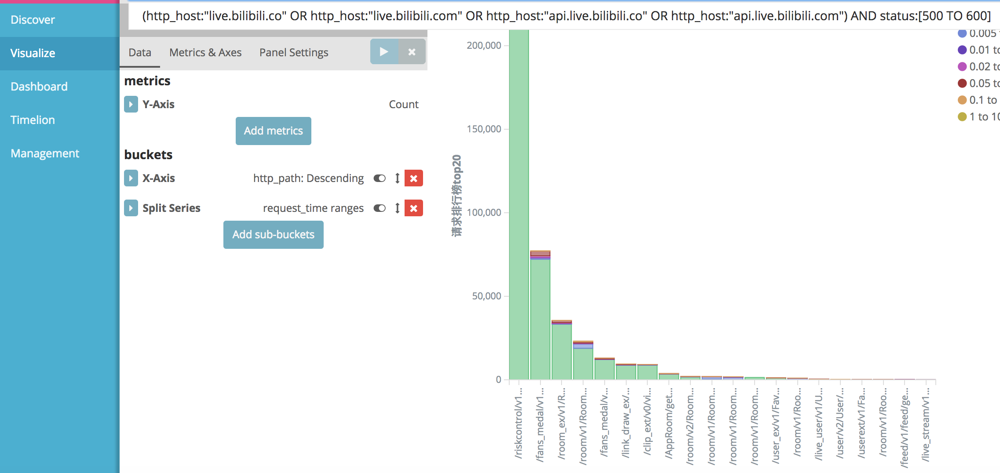 (http_host:"live.bilibili.co" OR http_host:"live.bilibili.com" OR http_host:"api.live.bilibili.co" OR http_host:"api.live.bilibili.com") AND status:[500 TO 600]
Discover
Visualize
Dashboard
Timelion
Management
Data
Metrics & Axes
Panel Settings
metrics
Y-Axis
Count
Add metrics
buckets
X-Axis
http_path: Descending
Split Series
request_time ranges
Add sub-buckets
请求排行榜top20
200,000
150,000
100,000
50,000
0
/riskcontrol/v1...
/fans_medal/v1...
/room_ex/v1/R...
/room/v1/Room...
/fans_medal/v...
/link_draw_ex/...
/clip_ext/v0/vi...
/AppRoom/get...
/room/v2/Room...
/room/v1/Room...
/room/v1/Room...
/room/v1/Room...
/user_ex/v1/Fav...
/room/v1/Roo...
/live_user/v1/U...
/user/v2/User/...
/userext/v1/Fa...
/room/v1/Roo...
/feed/v1/feed/ge...
/live_stream/v1...
0.005
0.01 to
0.02 to
0.05 to
0.1 to
1 to 10